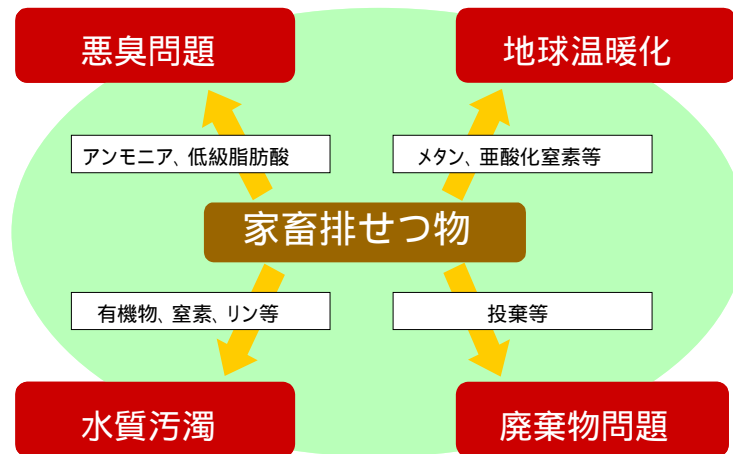 悪臭問題
地球温暖化
アンモニア、低級脂肪酸
メタン、亜酸化窒素等
家畜排せつ物
有機物、窒素、リン等
投棄等
水質汚濁
廃棄物問題